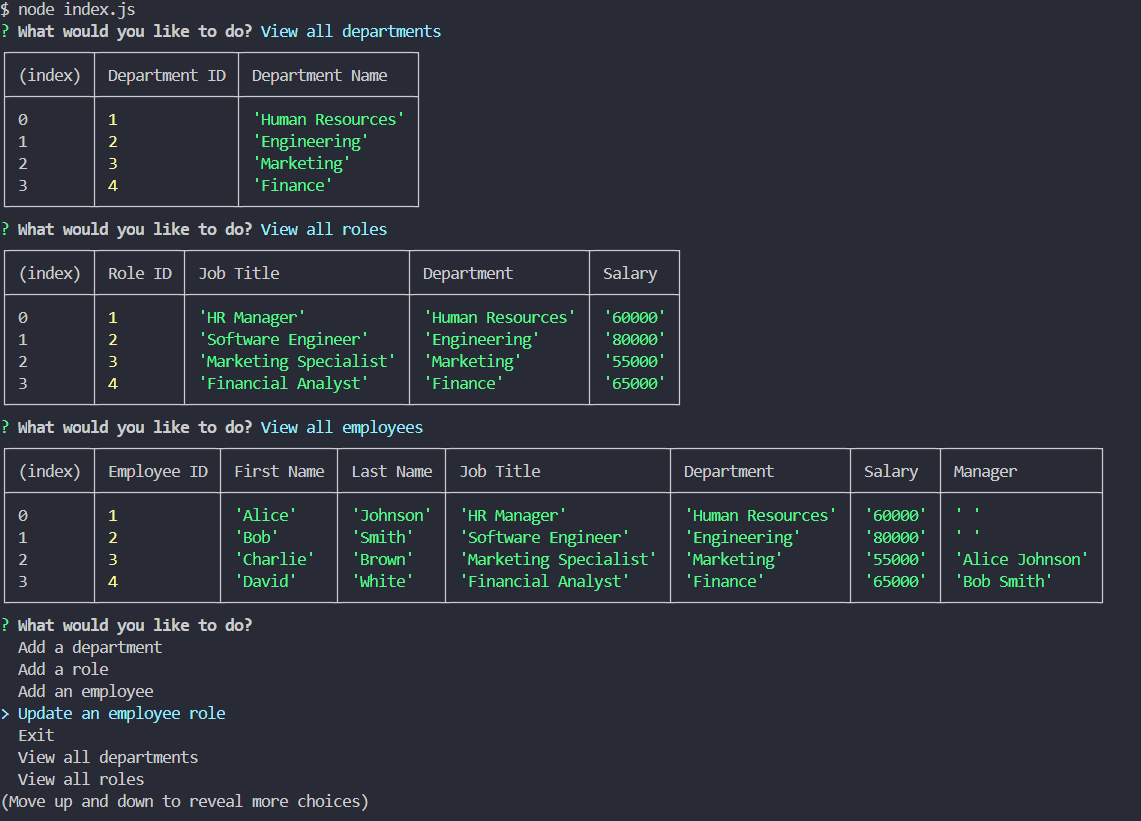 $ node index.js
? What would you like to do? View all departments
(index) Department ID Department Name
0 1 'Human Resources'
1 2 'Engineering'
2 3 'Marketing'
3 4 'Finance'
? What would you like to do? View all roles
(index) Role ID Job Title Department Salary
0 1 'HR Manager' 'Human Resources' '60000'
1 2 'Software Engineer' 'Engineering' '80000'
2 3 'Marketing Specialist' 'Marketing' '55000'
3 4 'Financial Analyst' 'Finance' '65000'
? What would you like to do? View all employees
(index) Employee ID First Name Last Name Job Title Department Salary Manager
0 1 'Alice' 'Johnson' 'HR Manager' 'Human Resources' '60000' ' '
1 2 'Bob' 'Smith' 'Software Engineer' 'Engineering' '80000' ' '
2 3 'Charlie' 'Brown' 'Marketing Specialist' 'Marketing' '55000' 'Alice Johnson'
3 4 'David' 'White' 'Financial Analyst' 'Finance' '65000' 'Bob Smith'
? What would you like to do?
Add a department
Add a role
Add an employee
> Update an employee role
Exit
View all departments
View all roles
(Move up and down to reveal more choices)